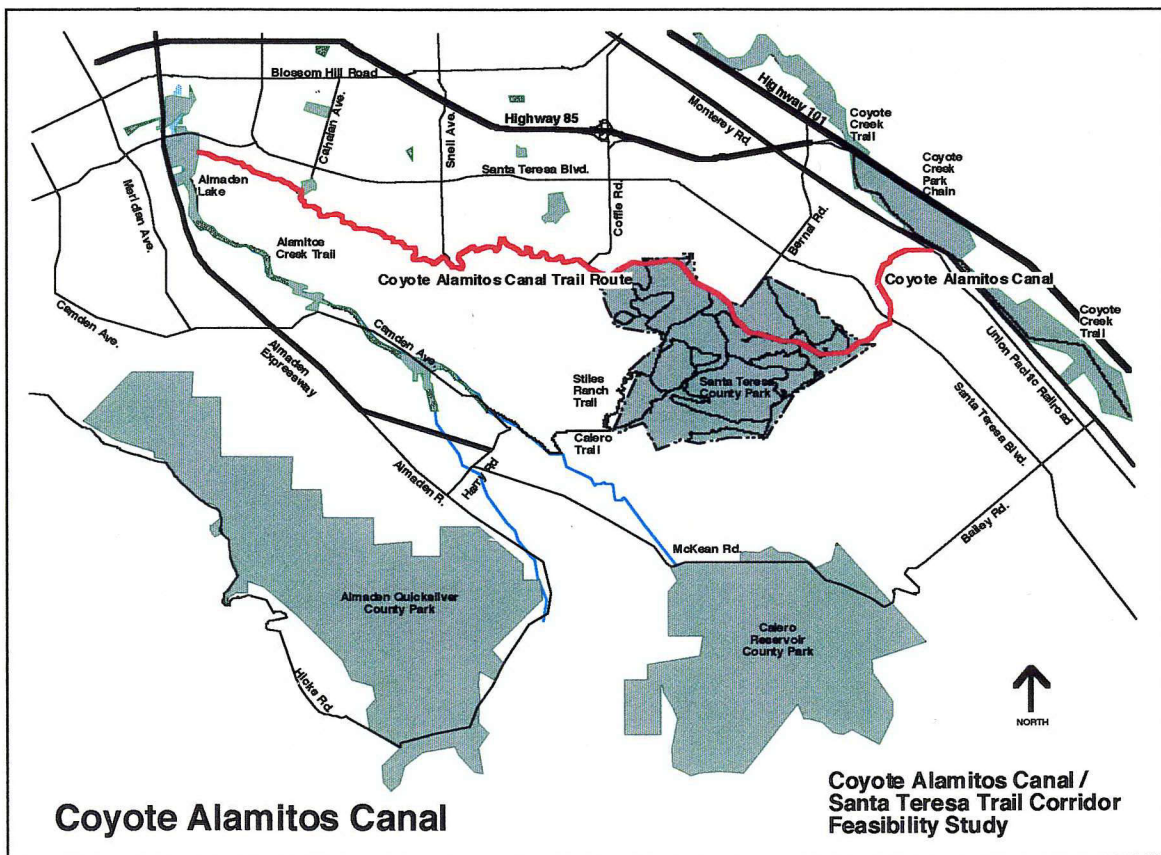 Blossom Hill Road
Cahalan Ave.
Snell Ave.
Highway 85
Monterey Rd.
Highway 101
Coyote
Creek
Trail
Coyote
Creek
Park
Chain
Meridian Ave.
Almaden
Lake
Santa Teresa Blvd.
Coffle Rd.
Bernal Rd.
Alamitos
Creek Trail
Coyote Alamitos Canal Trail Route
Coyote Alamitos Canal
Coyote
Creek
Trail
Camden Ave.
Almaden
Expressway
Camden Ave.
Stiles
Ranch
Trail
Santa Teresa
County Park
Union Pacific Railroad
Santa Teresa Blvd.
Calero
Trail
Almaden R.
Harry Rd
McKean Rd.
Bailey Rd.
Almaden Quicksilver
County Park
Calero
Reservoir
County Park
Hicks Rd
NORTH
Coyote Alamitos Canal
Coyote Alamitos Canal /
Santa Teresa Trail Corridor
Feasibility Study